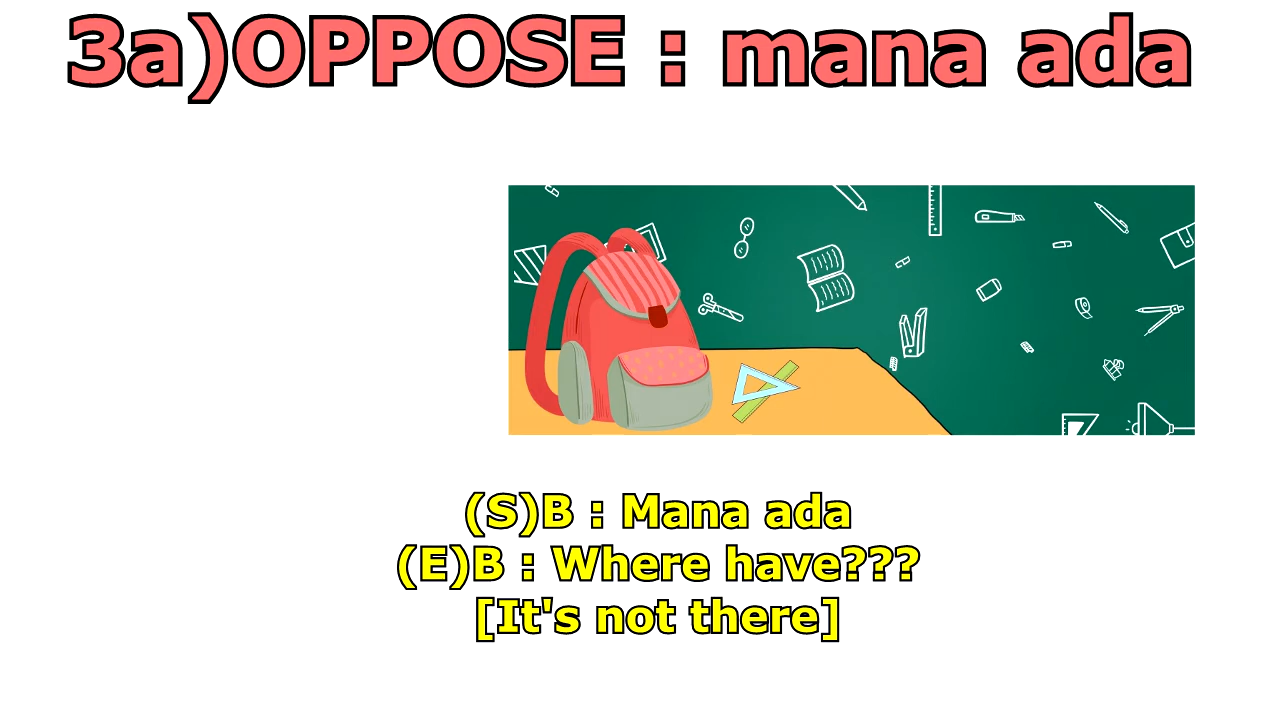 3a)OPPOSE : mana ada
(S)B : Mana ada
(E)B : Where have???
[It's not there]